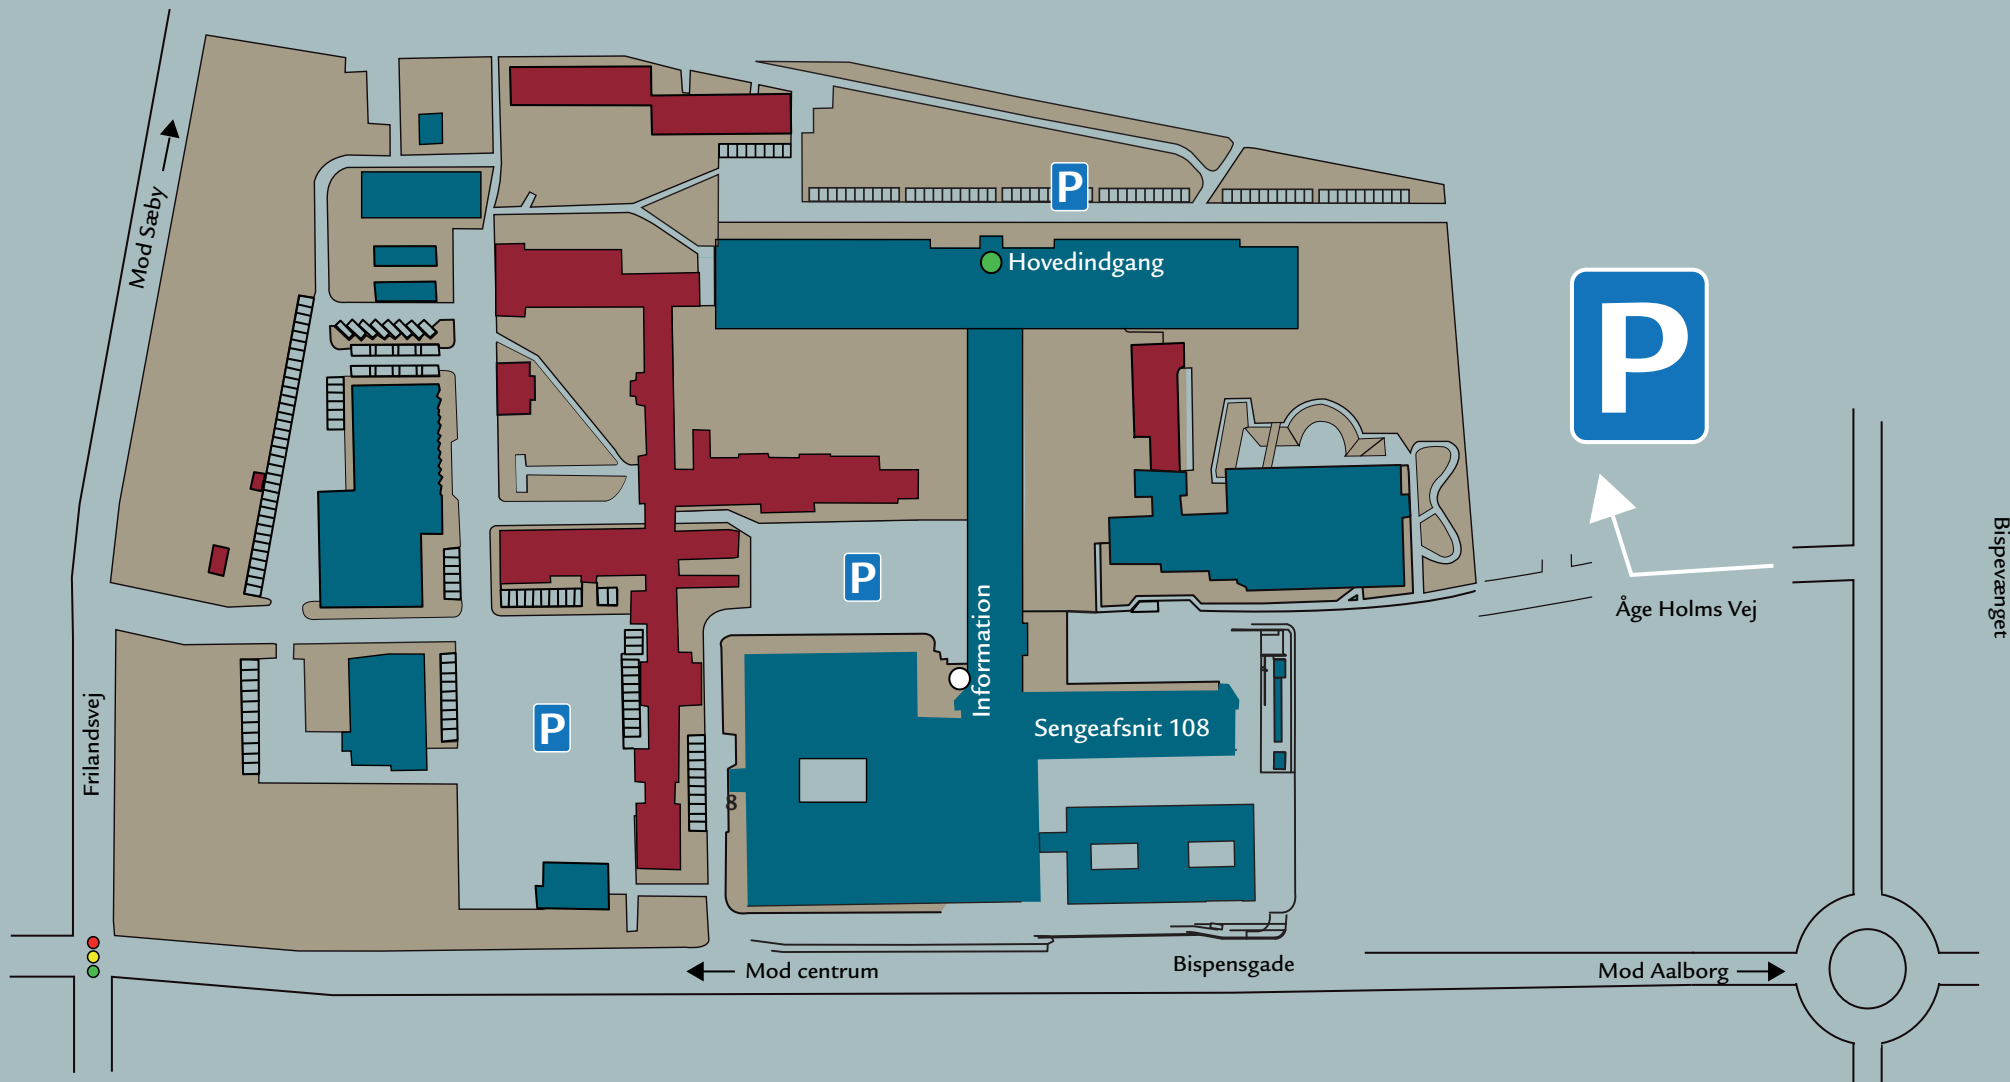 P
Hovedindgang
P
Mod Sæby
P
P
Information
Sengeafsnit 108
8
Frilandsvej
Åge Holms Vej
Bispevænget
Mod centrum
Bispensgade
Mod Aalborg